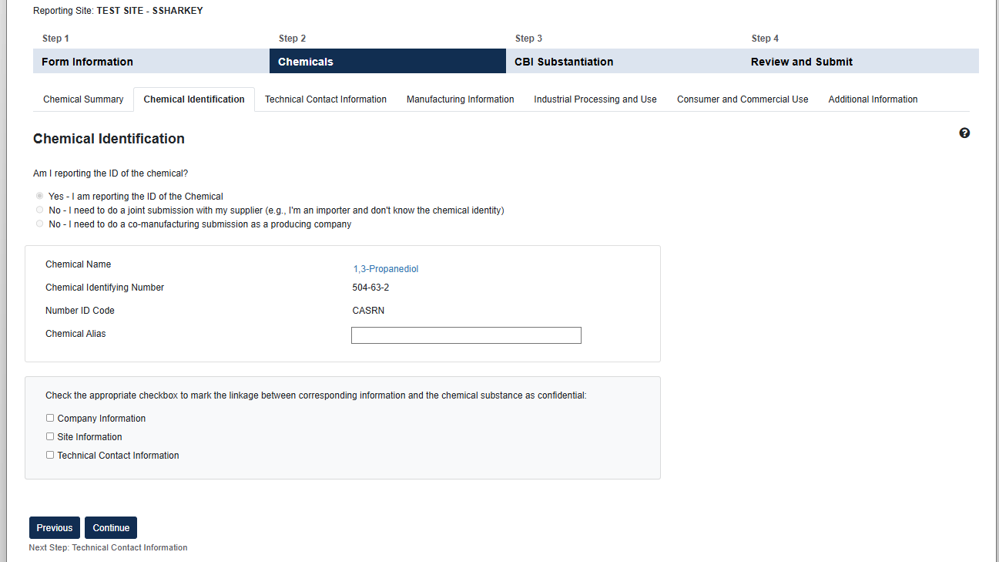 Reporting Site: TEST SITE - SSHARKEY
Step 1 Step 2 Step 3 Step 4
Form Information Chemicals CBI Substantiation Review and Submit
Chemical Summary Chemical Identification Technical Contact Information Manufacturing Information Industrial Processing and Use Consumer and Commercial Use Additional Information
Chemical Identification
?
Am I reporting the ID of the chemical?
Yes - I am reporting the ID of the Chemical
No - I need to do a joint submission with my supplier (e.g., I'm an importer and don't know the chemical identity)
No - I need to do a co-manufacturing submission as a producing company
Chemical Name 1,3-Propanediol
Chemical Identifying Number 504-63-2
Number ID Code CASRN
Chemical Alias
Check the appropriate checkbox to mark the linkage between corresponding information and the chemical substance as confidential:
Company Information
Site Information
Technical Contact Information
Previous Continue
Next Step: Technical Contact Information